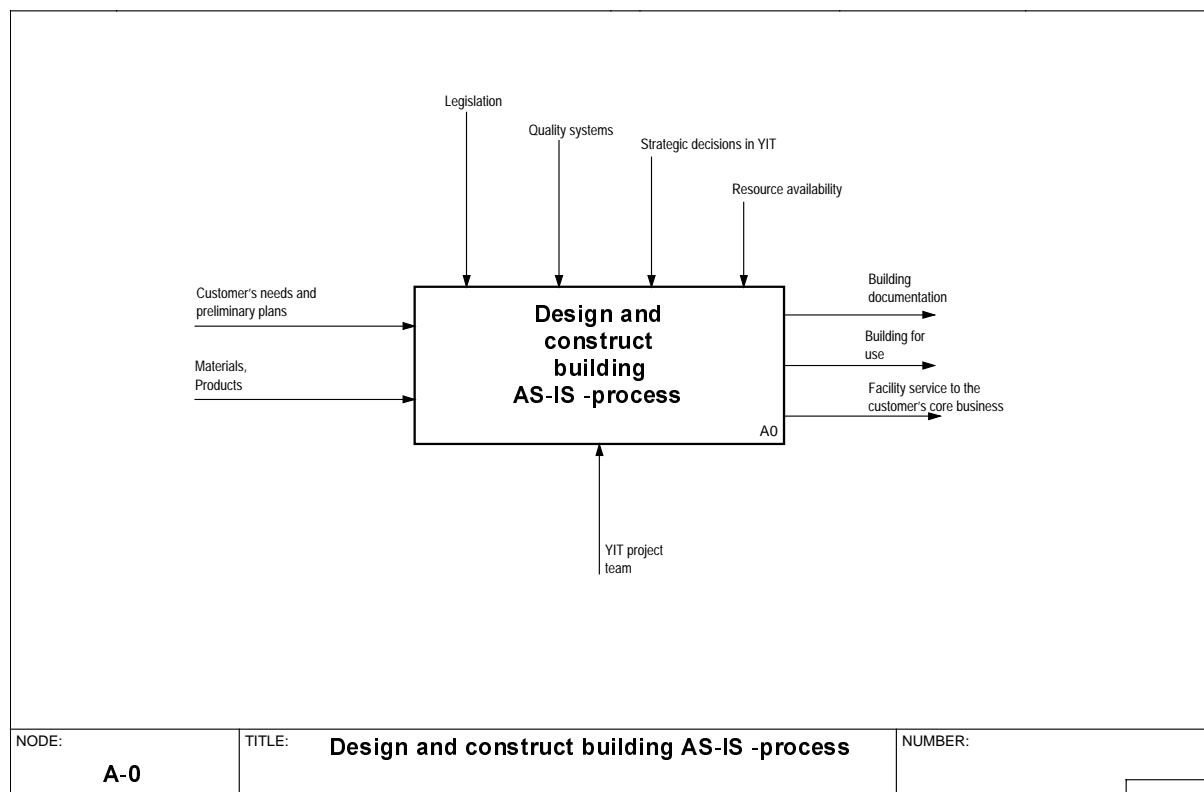 Legislation
Quality systems
Strategic decisions in YIT
Resource availability
Customer's needs and
preliminary plans
Materials,
Products
Design and
construct
building
AS-IS -process
A0
Building
documentation
Building for
use
Facility service to the
customer's core business
YIT project
team
NODE:
A-0
TITLE:
Design and construct building AS-IS -process
NUMBER: